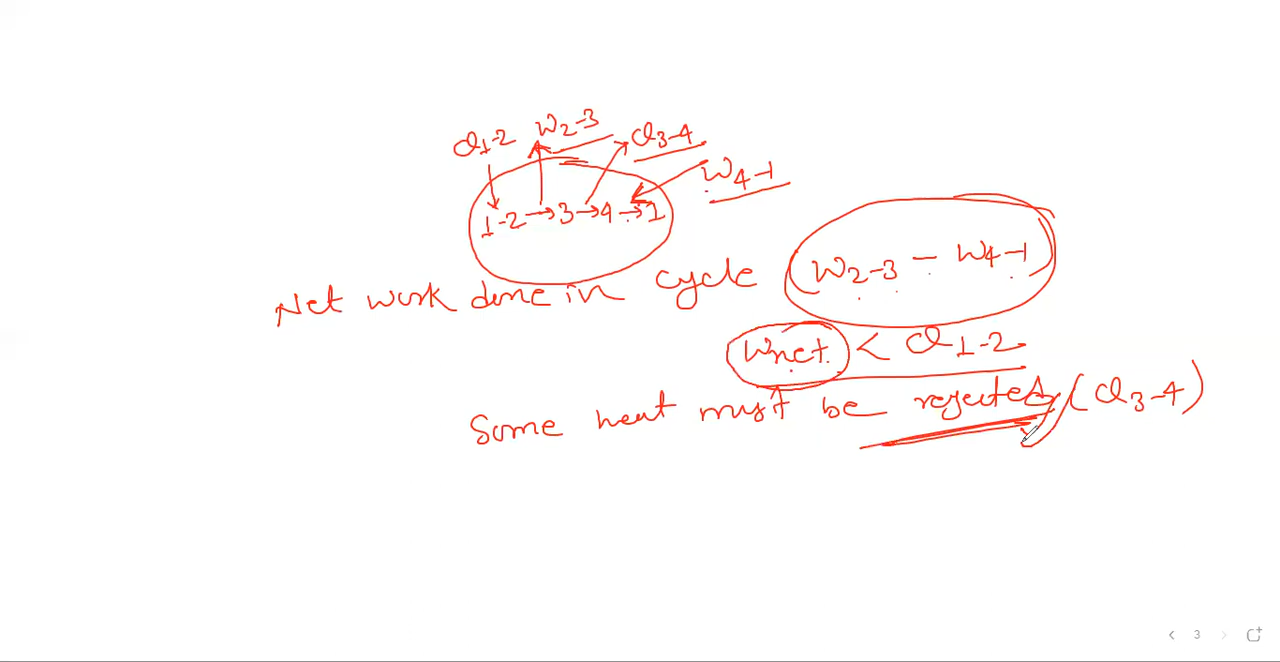 Q1-2 W2-3 Q3-4
W4-1
1-2→3→4→1
Net work done in cycle (W2-3 - W4-1)
Wnet < Q1-2
Some heat must be rejected (Q3-4)
3